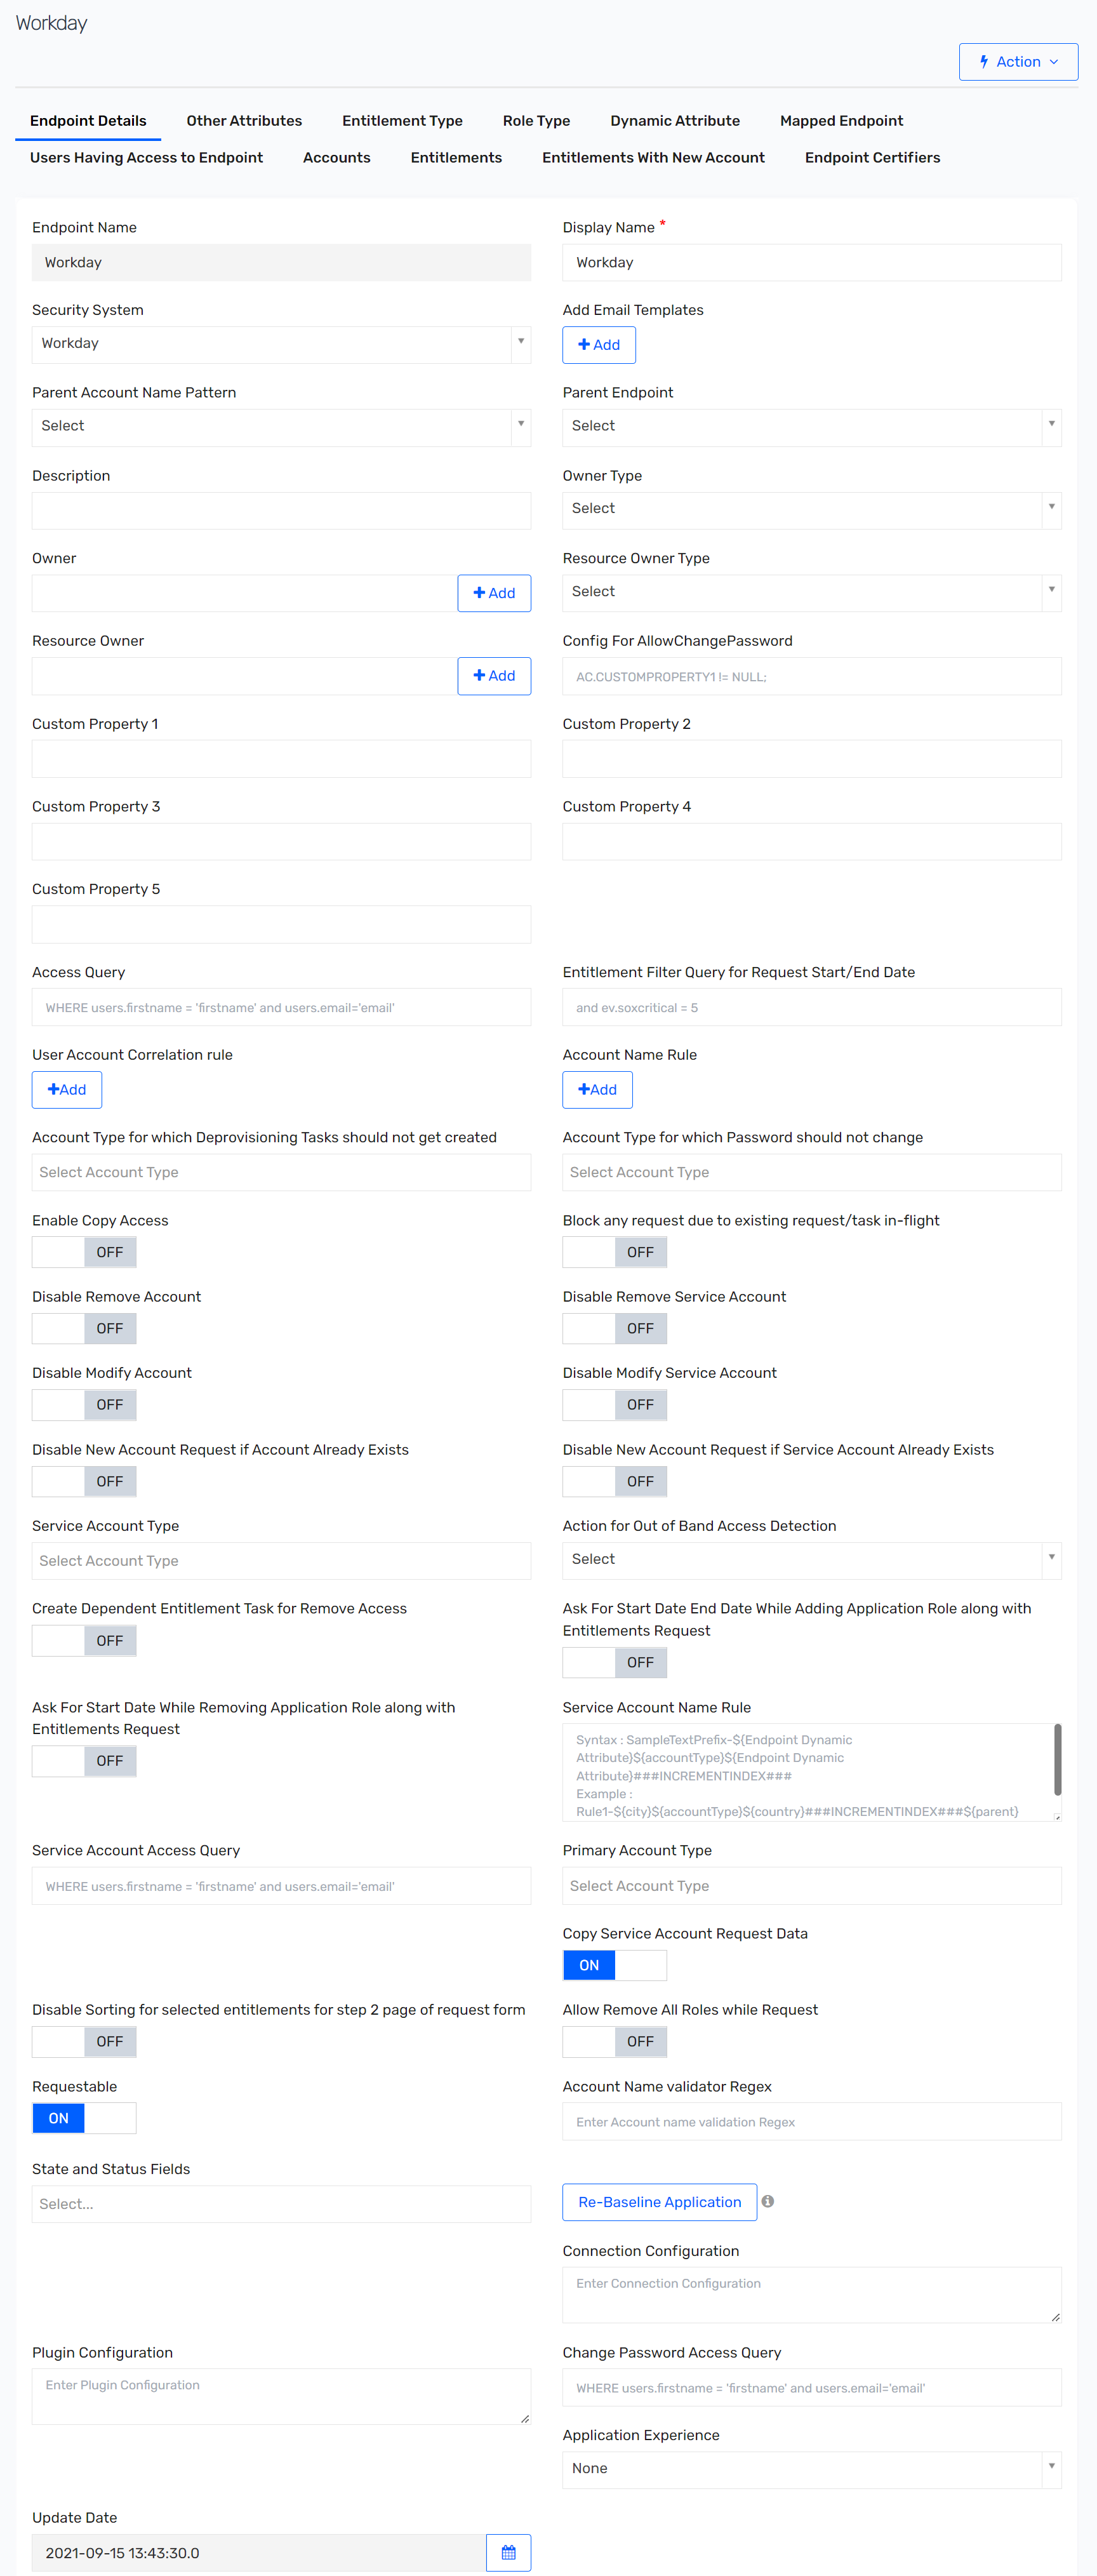 Workday
Action
Endpoint Details Other Attributes Entitlement Type Role Type Dynamic Attribute Mapped Endpoint
Users Having Access to Endpoint Accounts Entitlements Entitlements With New Account Endpoint Certifiers
Endpoint Name Display Name *
Workday Workday
Security System Add Email Templates
Workday Add
Parent Account Name Pattern Parent Endpoint
Select Select
Description Owner Type
Select
Owner Resource Owner Type
Add Select
Resource Owner Config For AllowChangePassword
Add AC.CUSTOMPROPERTY1 != NULL;
Custom Property 1 Custom Property 2
Custom Property 3 Custom Property 4
Custom Property 5
Access Query Entitlement Filter Query for Request Start/End Date
WHERE users.firstname = 'firstname' and users.email='email' and ev.soxcritical = 5
User Account Correlation rule Account Name Rule
Add Add
Account Type for which Deprovisioning Tasks should not get created Account Type for which Password should not change
Select Account Type Select Account Type
Enable Copy Access Block any request due to existing request/task in-flight
OFF OFF
Disable Remove Account Disable Remove Service Account
OFF OFF
Disable Modify Account Disable Modify Service Account
OFF OFF
Disable New Account Request if Account Already Exists Disable New Account Request if Service Account Already Exists
OFF OFF
Service Account Type Action for Out of Band Access Detection
Select Account Type Select
Create Dependent Entitlement Task for Remove Access Ask For Start Date End Date While Adding Application Role along with
Entitlements Request
OFF OFF
Ask For Start Date While Removing Application Role along with Service Account Name Rule
Entitlements Request
OFF
Syntax : SampleTextPrefix-${Endpoint Dynamic
Attribute}${accountType}${Endpoint Dynamic
Attribute}###INCREMENTINDEX###
Example :
Rule1-${city}${accountType}${country}###INCREMENTINDEX###${parent}
Service Account Access Query Primary Account Type
WHERE users.firstname = 'firstname' and users.email='email' Select Account Type
Copy Service Account Request Data
ON
Disable Sorting for selected entitlements for step 2 page of request form Allow Remove All Roles while Request
OFF OFF
Requestable Account Name validator Regex
ON Enter Account name validation Regex
State and Status Fields
Select... Re-Baseline Application
Connection Configuration
Enter Connection Configuration
Plugin Configuration Change Password Access Query
Enter Plugin Configuration WHERE users.firstname = 'firstname' and users.email='email'
Application Experience
None
Update Date
2021-09-15 13:43:30.0